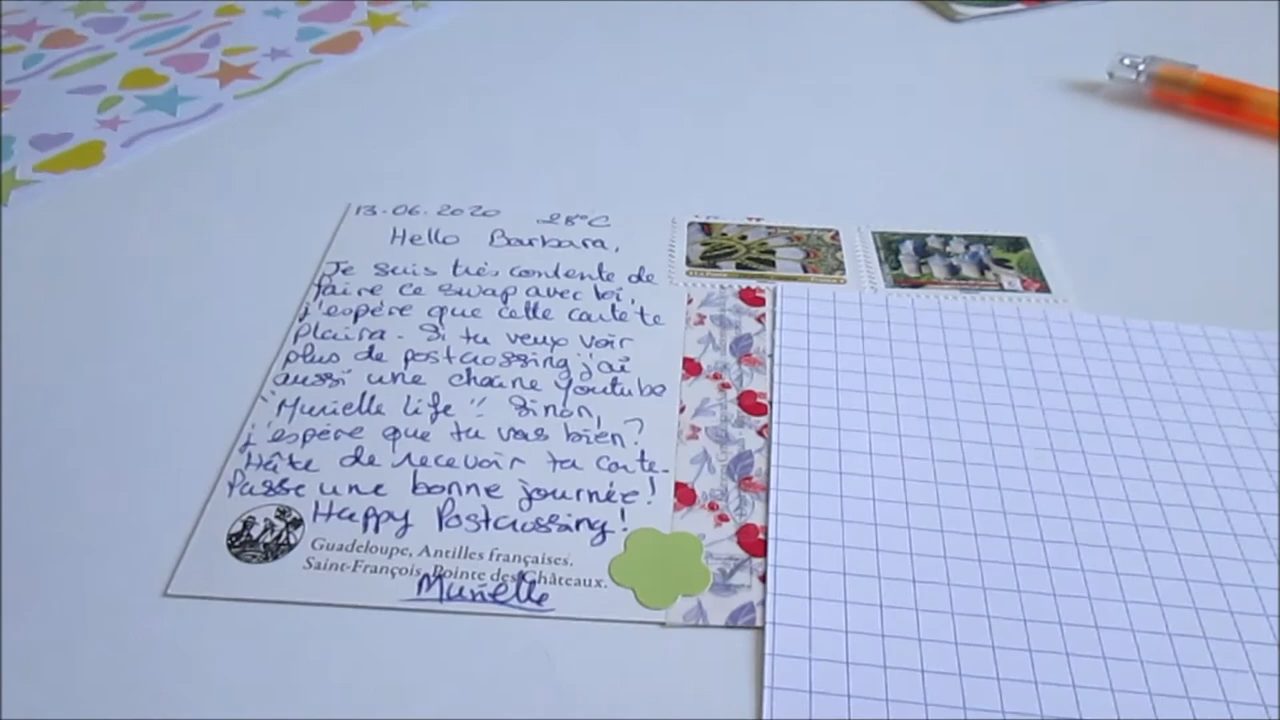 13.06.2020 28°C
Hello Barbara,
Je suis très contente de
faire ce swap avec toi,
j'espère que cette carte te
plaira. Si tu veux voir
plus de postcrossing j'ai
aussi une chaine Youtube
"Murielle Life". Sinon,
j'espère que tu vas bien?
Hâte de recevoir ta carte.
Passe une bonne journée!
Happy Postcrossing!
Guadeloupe, Antilles françaises.
Saint-François, Pointe des Châteaux.
Murielle